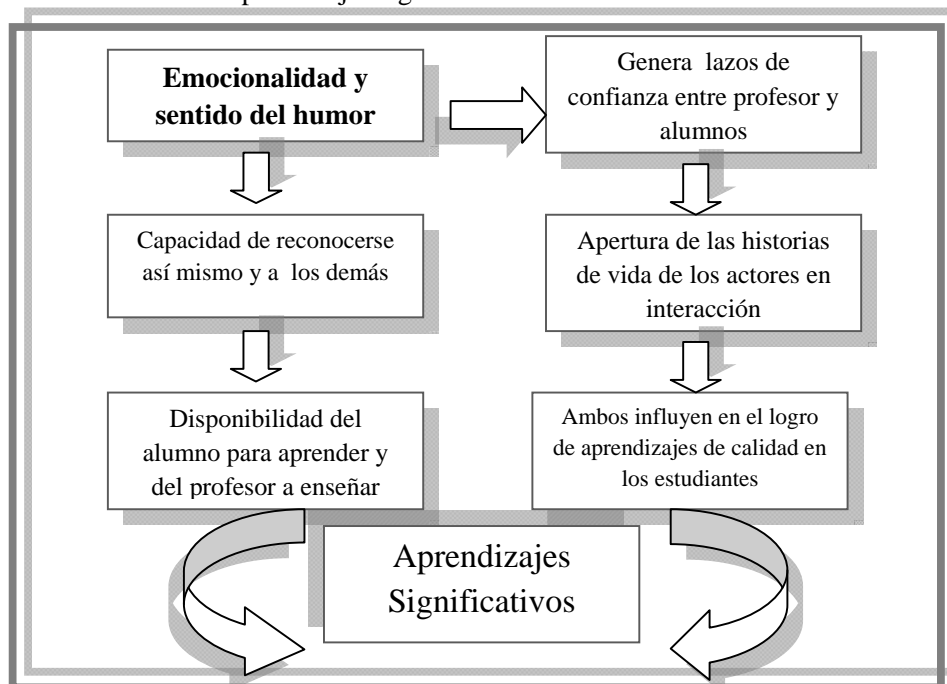 Emocionalidad y
sentido del humor
Genera lazos de
confianza entre profesor y
alumnos
Capacidad de reconocerse
así mismo y a los demás
Apertura de las historias
de vida de los actores en
interacción
Disponibilidad del
alumno para aprender y
del profesor a enseñar
Ambos influyen en el logro
de aprendizajes de calidad en
los estudiantes
Aprendizajes
Significativos